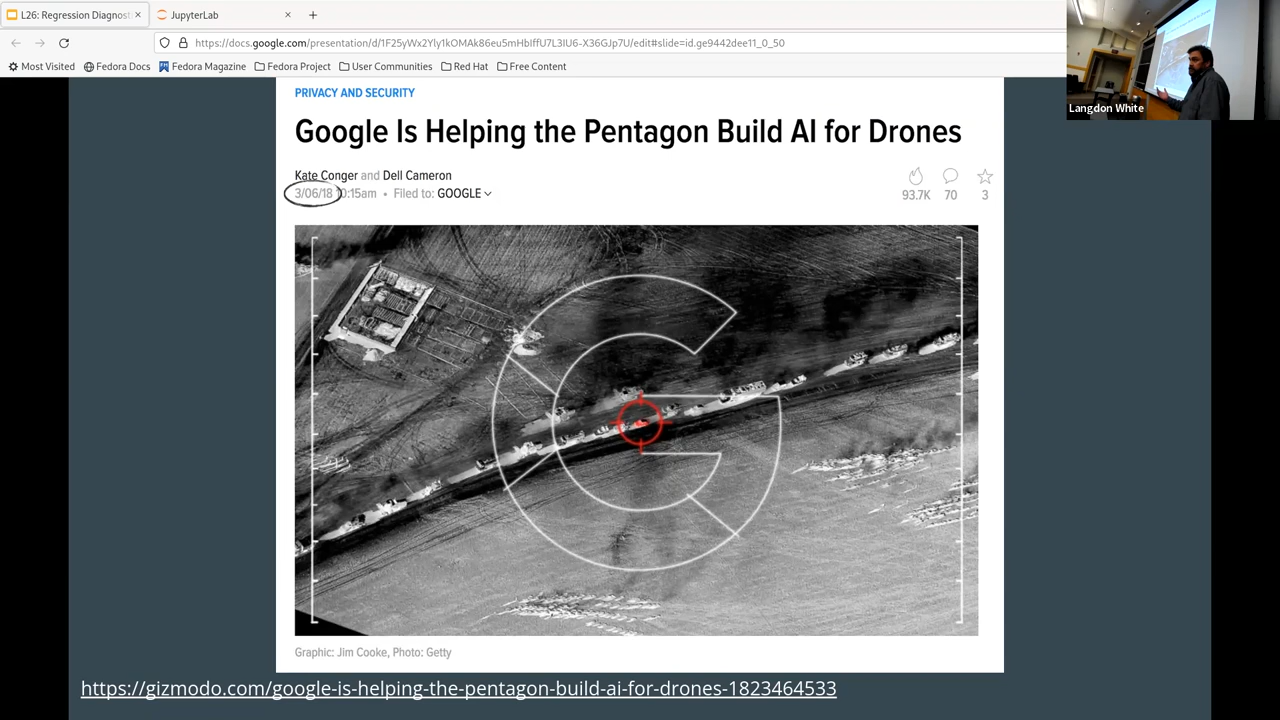 L26: Regression Diagnost
JupyterLab
https://docs.google.com/presentation/d/1F25yWx2Yly1kOMAk86eu5mHblffU7L3IU6-X36GJp7U/edit#slide=id.ge9442dee11_0_50
Most Visited Fedora Docs Fedora Magazine Fedora Project User Communities Red Hat Free Content
Langdon White
PRIVACY AND SECURITY
Google Is Helping the Pentagon Build AI for Drones
Kate Conger and Dell Cameron
3/06/18 10:15am • Filed to: GOOGLE
93.7K 70 3
Graphic: Jim Cooke, Photo: Getty
https://gizmodo.com/google-is-helping-the-pentagon-build-ai-for-drones-1823464533